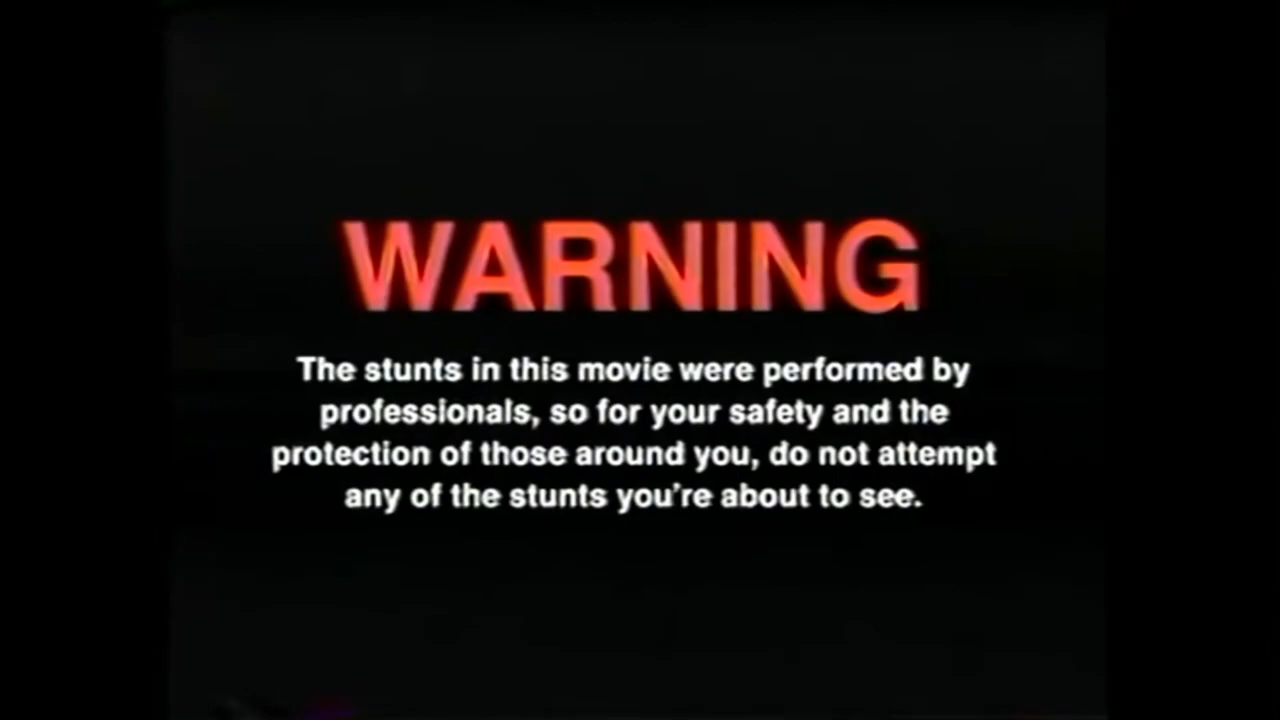 WARNING
The stunts in this movie were performed by
professionals, so for your safety and the
protection of those around you, do not attempt
any of the stunts you're about to see.